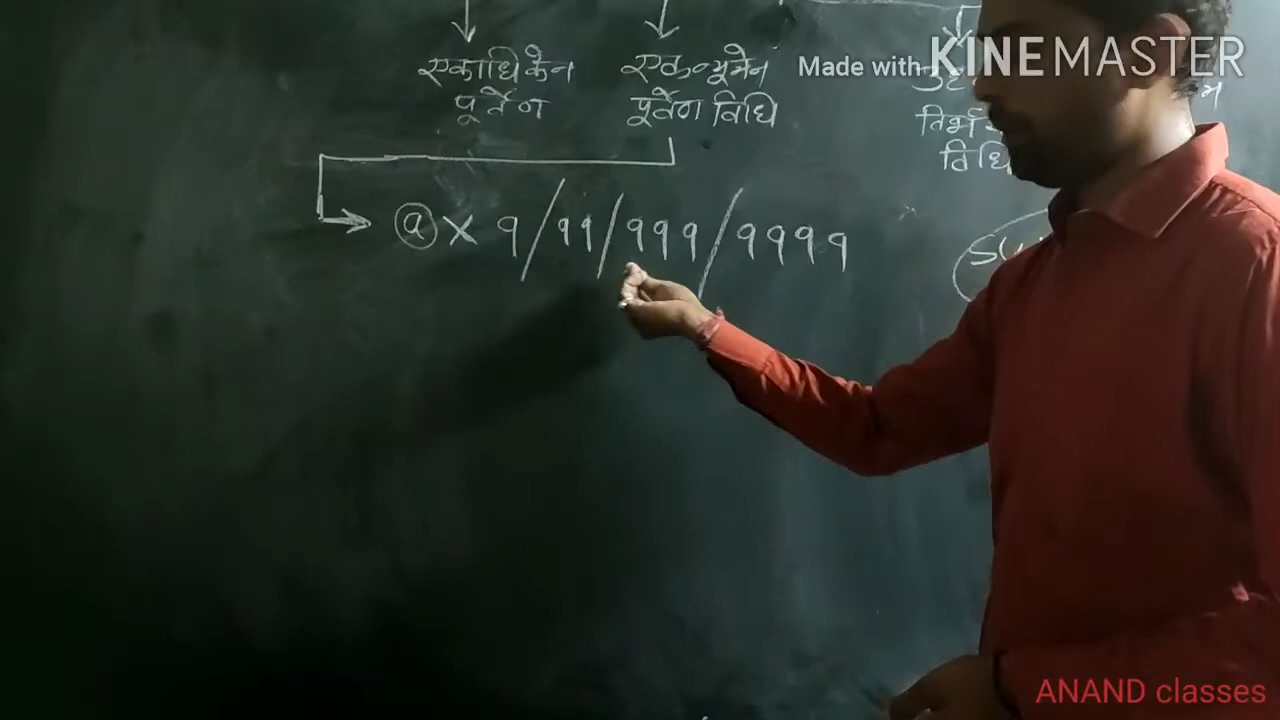 एकाधिकेन
पूर्वेण
एकन्यूनेन
पूर्वेण विधि
Made with KINEMASTER
विधि
(a) × 9/99/999/9999
ANAND classes